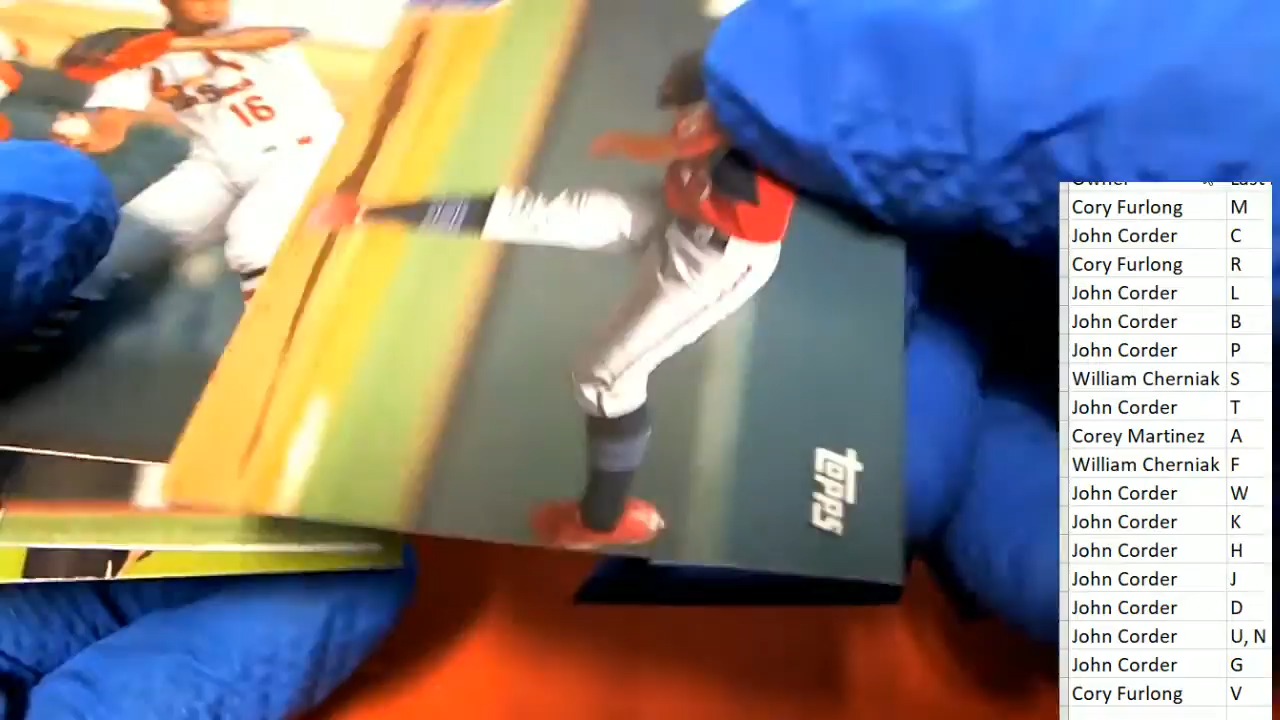 16
topps
Cory Furlong M
John Corder C
Cory Furlong R
John Corder L
John Corder B
John Corder P
William Cherniak S
John Corder T
Corey Martinez A
William Cherniak F
John Corder W
John Corder K
John Corder H
John Corder J
John Corder D
John Corder U, N
John Corder G
Cory Furlong V